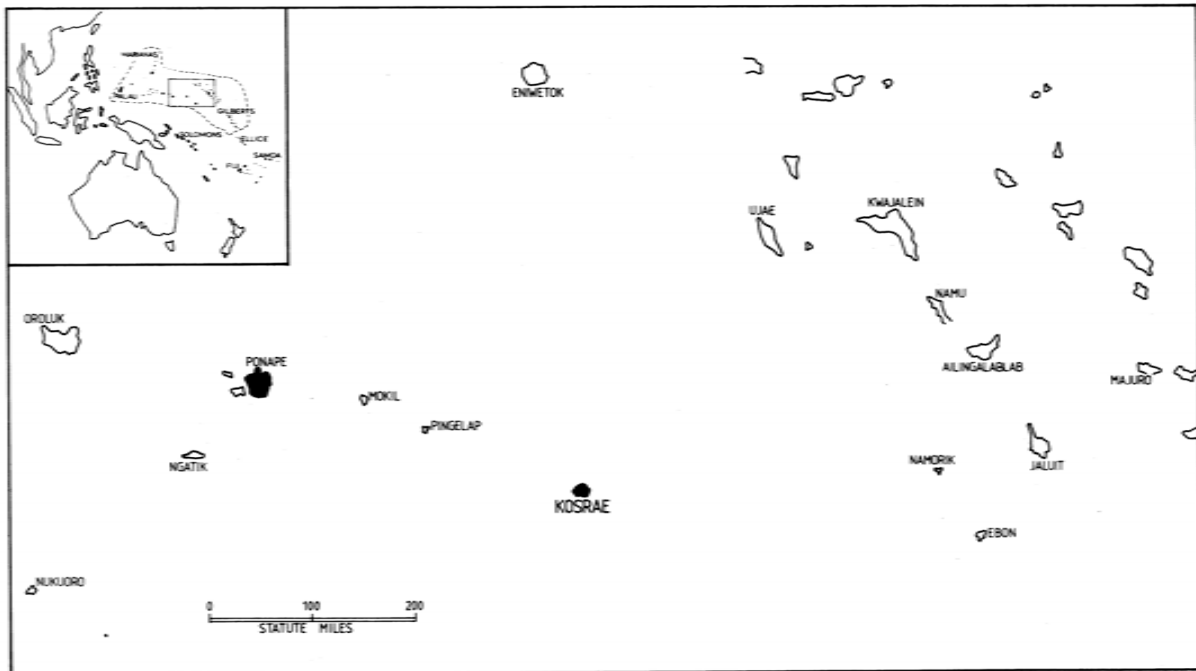 MARIANAS
PALAU
GILBERTS
SOLOMONS
ELLICE
SAMOA
FIJI
ENIWETOK
UJAE
KWAJALEIN
NAMU
OROLUK
PONAPE
AILINGALABLAB
MAJURO
MOKIL
PINGELAP
NGATIK
NAMORIK
JALUIT
KOSRAE
EBON
NUKUORO
0 100 200
STATUTE MILES